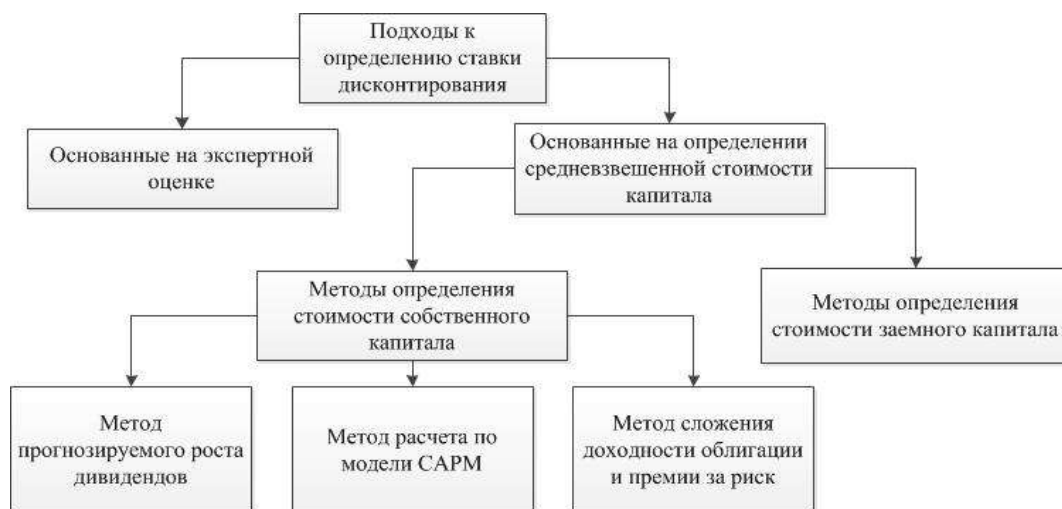 Подходы к
определению ставки
дисконтирования
Основанные на экспертной
оценке
Основанные на определении
средневзвешенной стоимости
капитала
Методы определения
стоимости собственного
капитала
Методы определения
стоимости заемного капитала
Метод
прогнозируемого роста
дивидендов
Метод расчета по
модели САРМ
Метод сложения
доходности облигации
и премии за риск